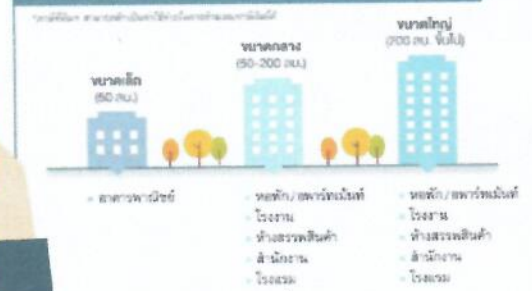 ขนาดเล็ก
(50 ลบ.)
ขนาดกลาง
(50-200 ลบ.)
ขนาดใหญ่
(200 ลบ. ขึ้นไป)
อาคารพาณิชย์
หอพัก/อพาร์ทเม้นท์
โรงงาน
ห้างสรรพสินค้า
สำนักงาน
โรงแรม
หอพัก/อพาร์ทเม้นท์
โรงงาน
ห้างสรรพสินค้า
สำนักงาน
โรงแรม